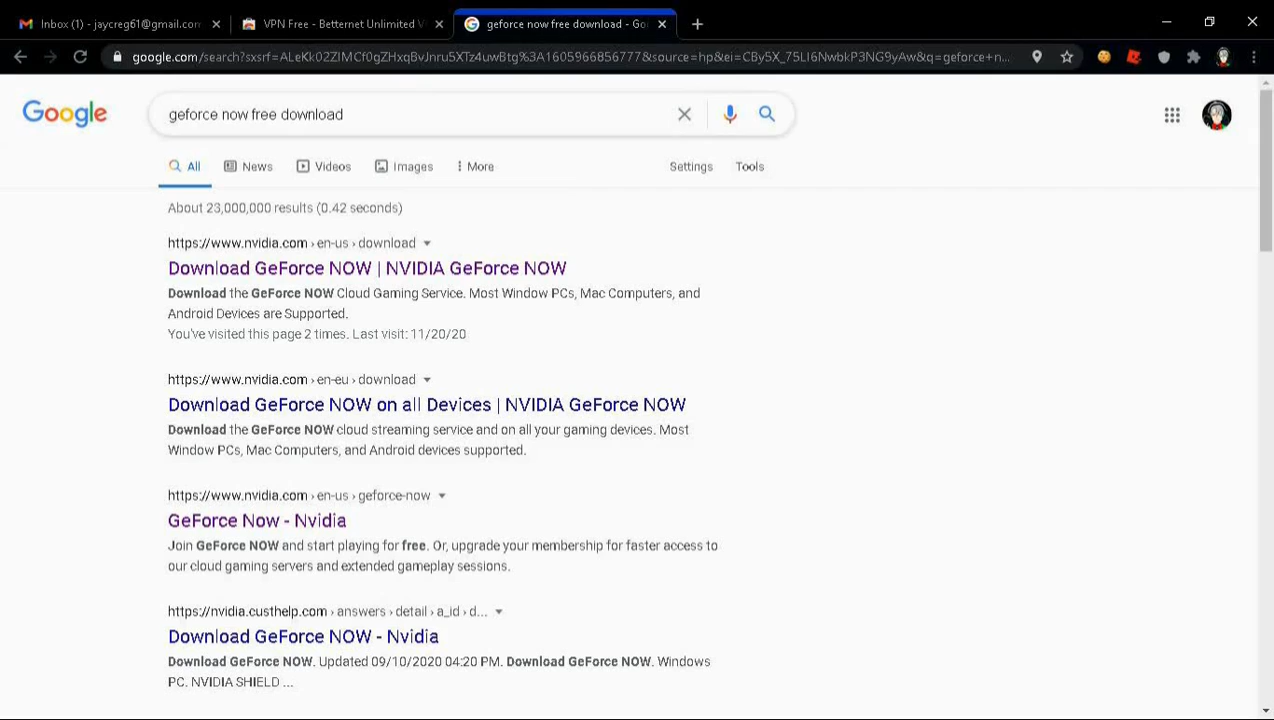 Inbox (1) - jaycreg61@gmail.com
VPN Free - Betternet Unlimited V
geforce now free download - Go
google.com/search?sxsrf=ALeKk02ZIMCf0gZHxqBvJnru5XTz4uwBtg%3A1605966856777&source=hp&ei=CBy5X_75LI6NwbkP3NG9yAw&q=geforce+n...
Google
geforce now free download
All
News
Videos
Images
More
Settings
Tools
About 23,000,000 results (0.42 seconds)
https://www.nvidia.com › en-us › download
Download GeForce NOW | NVIDIA GeForce NOW
Download the GeForce NOW Cloud Gaming Service. Most Window PCs, Mac Computers, and
Android Devices are Supported.
You've visited this page 2 times. Last visit: 11/20/20
https://www.nvidia.com › en-eu › download
Download GeForce NOW on all Devices | NVIDIA GeForce NOW
Download the GeForce NOW cloud streaming service and on all your gaming devices. Most
Window PCs, Mac Computers, and Android devices supported.
https://www.nvidia.com › en-us › geforce-now
GeForce Now - Nvidia
Join GeForce NOW and start playing for free. Or, upgrade your membership for faster access to
our cloud gaming servers and extended gameplay sessions.
https://nvidia.custhelp.com › answers › detail › a_id › d...
Download GeForce NOW - Nvidia
Download GeForce NOW. Updated 09/10/2020 04:20 PM. Download GeForce NOW. Windows
PC. NVIDIA SHIELD ...